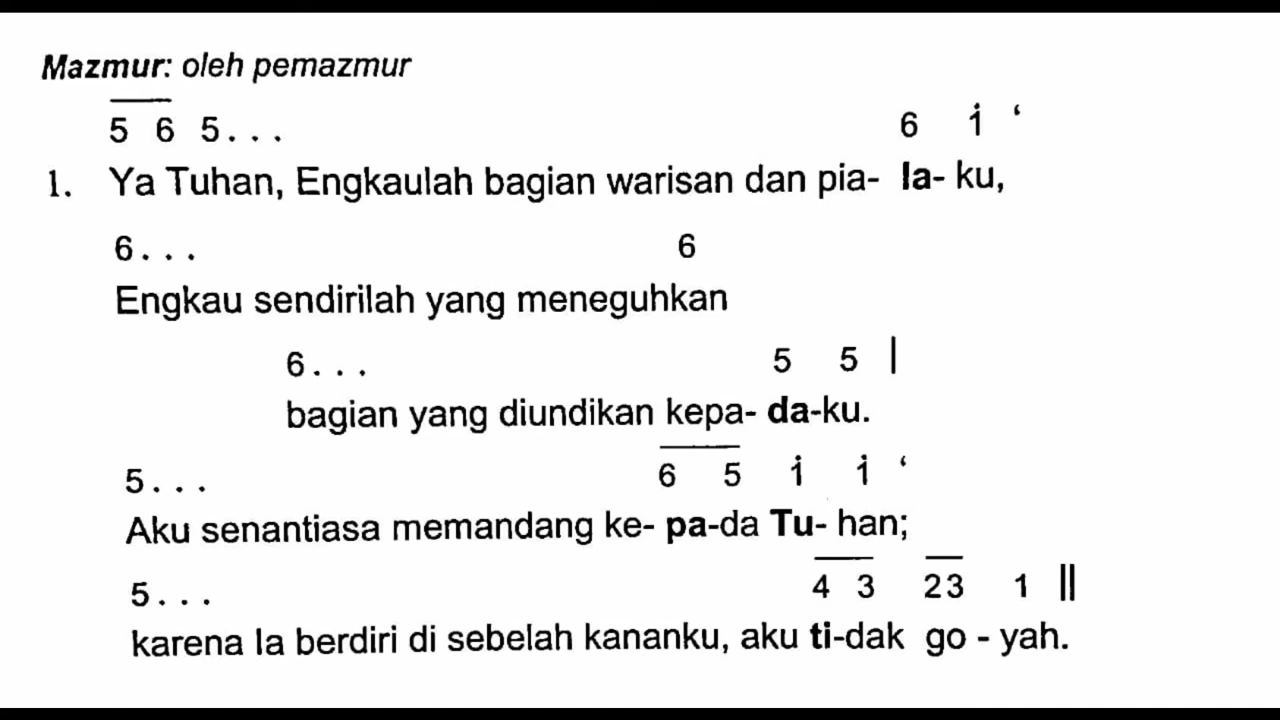 Mazmur: oleh pemazmur
5 6 5 . . . 6 i ‘
1. Ya Tuhan, Engkaulah bagian warisan dan pia- la- ku,
6 . . . 6
Engkau sendirilah yang meneguhkan
6 . . . 5 5 |
bagian yang diundikan kepa- da-ku.
5 . . . 6 5 i i ‘
Aku senantiasa memandang ke- pa-da Tu- han;
5 . . . 4 3 23 1 ||
karena Ia berdiri di sebelah kananku, aku ti-dak go - yah.